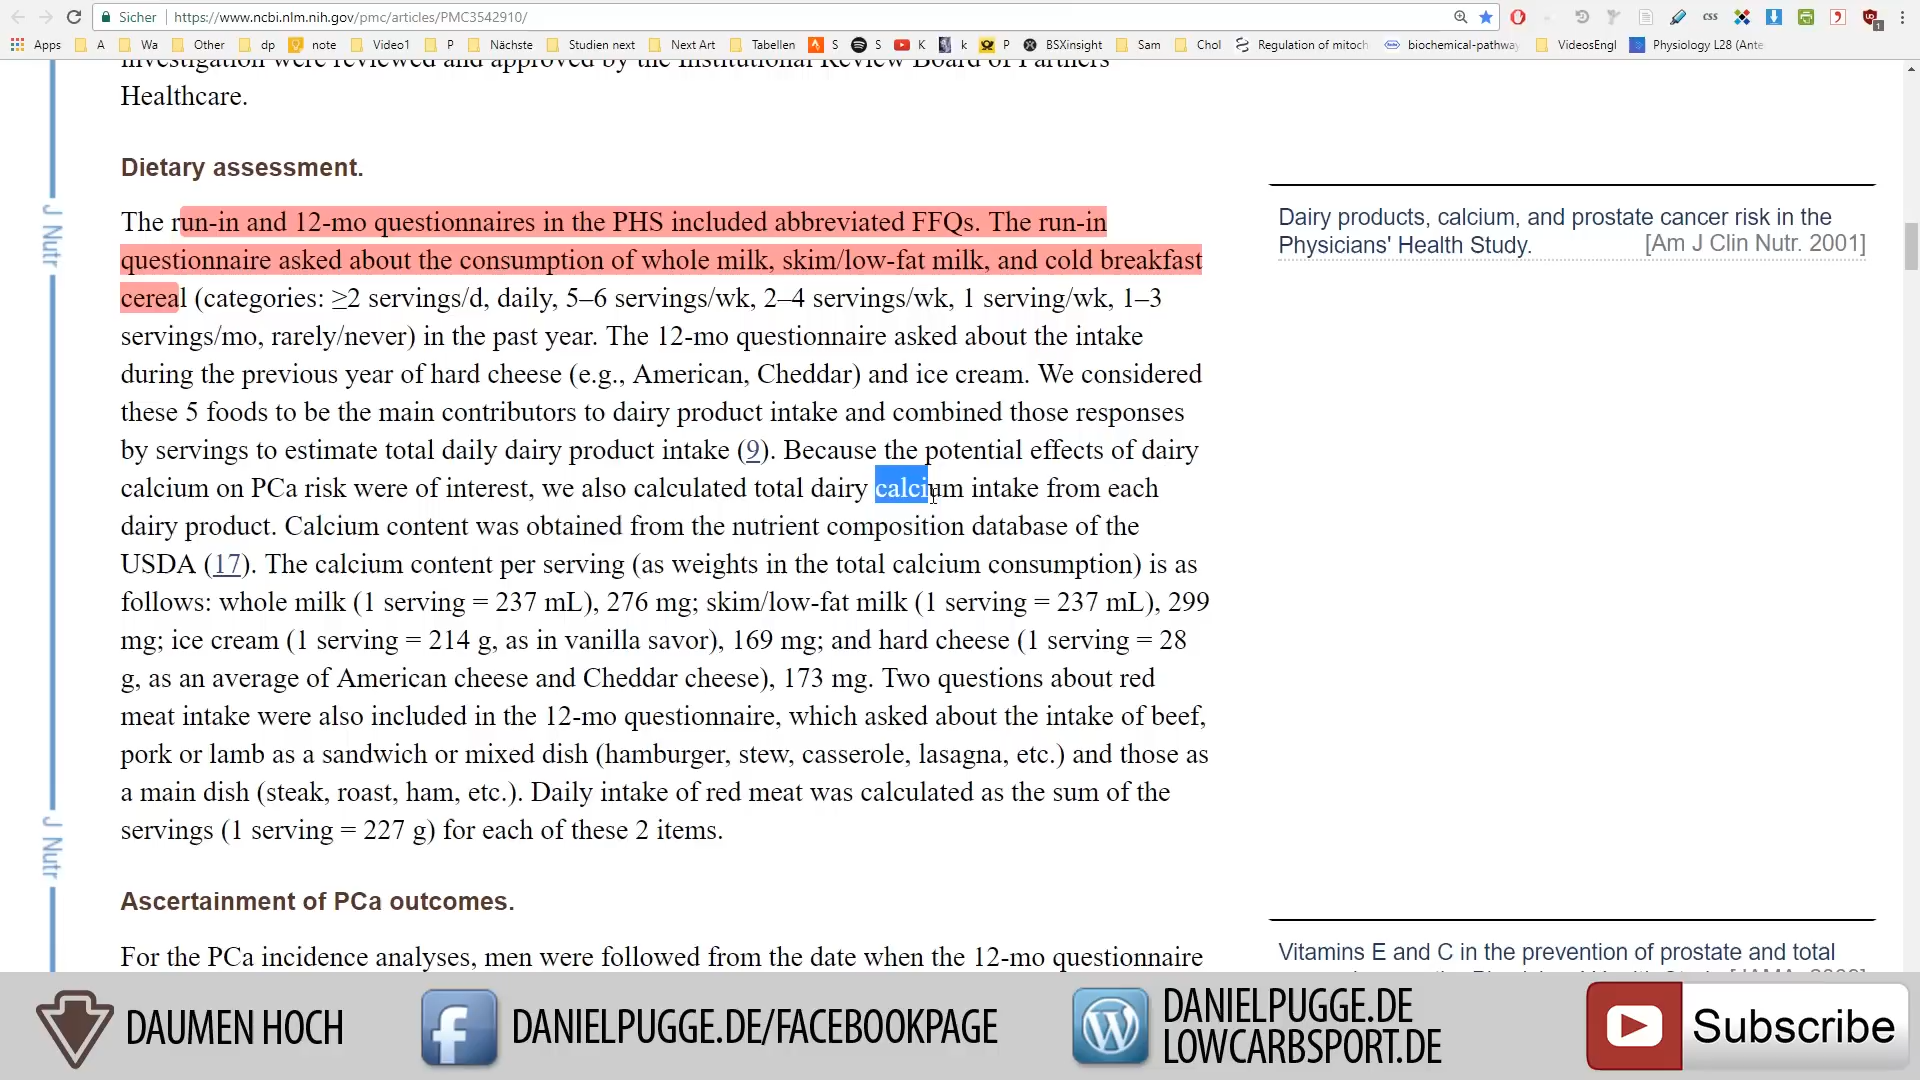 Sicher https://www.ncbi.nlm.nih.gov/pmc/articles/PMC3542910/
Apps A Wa Other dp note Video1 P Nächste Studien next Next Art Tabellen S S K k P BSXinsight Sam Chol Regulation of mitoch biochemical-pathway VideosEngl Physiology L28 (Ante
investigation were reviewed and approved by the Institutional Review Board of Partners
Healthcare.
Dietary assessment.
The run-in and 12-mo questionnaires in the PHS included abbreviated FFQs. The run-in
questionnaire asked about the consumption of whole milk, skim/low-fat milk, and cold breakfast
cereal (categories: ≥2 servings/d, daily, 5–6 servings/wk, 2–4 servings/wk, 1 serving/wk, 1–3
servings/mo, rarely/never) in the past year. The 12-mo questionnaire asked about the intake
during the previous year of hard cheese (e.g., American, Cheddar) and ice cream. We considered
these 5 foods to be the main contributors to dairy product intake and combined those responses
by servings to estimate total daily dairy product intake (9). Because the potential effects of dairy
calcium on PCa risk were of interest, we also calculated total dairy calcium intake from each
dairy product. Calcium content was obtained from the nutrient composition database of the
USDA (17). The calcium content per serving (as weights in the total calcium consumption) is as
follows: whole milk (1 serving = 237 mL), 276 mg; skim/low-fat milk (1 serving = 237 mL), 299
mg; ice cream (1 serving = 214 g, as in vanilla savor), 169 mg; and hard cheese (1 serving = 28
g, as an average of American cheese and Cheddar cheese), 173 mg. Two questions about red
meat intake were also included in the 12-mo questionnaire, which asked about the intake of beef,
pork or lamb as a sandwich or mixed dish (hamburger, stew, casserole, lasagna, etc.) and those as
a main dish (steak, roast, ham, etc.). Daily intake of red meat was calculated as the sum of the
servings (1 serving = 227 g) for each of these 2 items.
Ascertainment of PCa outcomes.
For the PCa incidence analyses, men were followed from the date when the 12-mo questionnaire
Dairy products, calcium, and prostate cancer risk in the
Physicians' Health Study. [Am J Clin Nutr. 2001]
Vitamins E and C in the prevention of prostate and total
J Nutr
J Nutr
DAUMEN HOCH
DANIELPUGGE.DE/FACEBOOKPAGE
DANIELPUGGE.DE
LOWCARBSPORT.DE
Subscribe